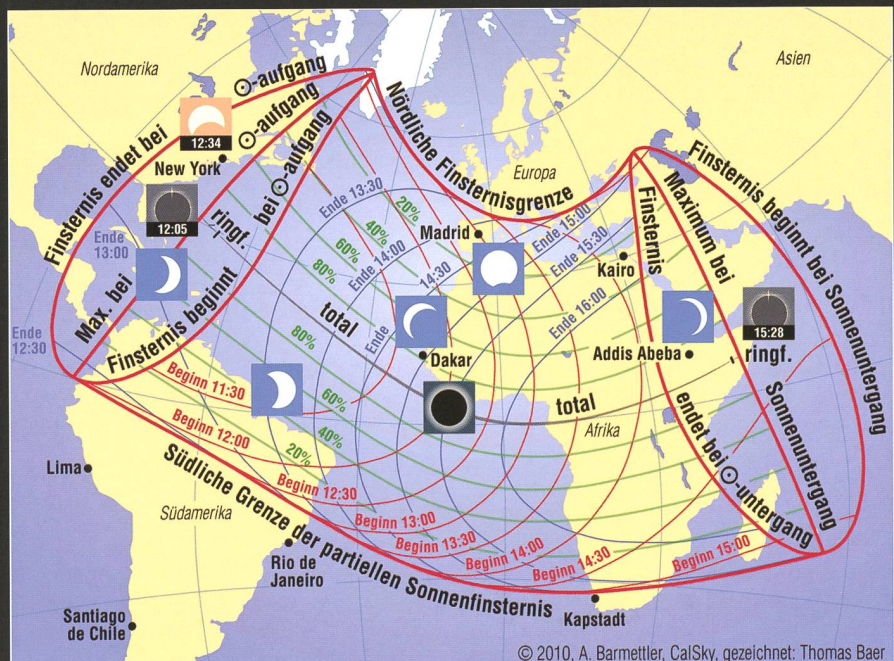 Nordamerika
Asien
Europa
Afrika
Südamerika
Finsternis endet bei ⊙-aufgang
Max. bei ⊙-aufgang
Finsternis beginnt bei ⊙-aufgang
12:34
New York
12:05
ringf.
Ende
13:00
Ende
12:30
Nördliche Finsternisgrenze
Ende 13:30
20%
40%
60%
80%
Ende 14:00
Ende 14:30
Ende 15:00
Ende 15:30
Ende 16:00
Madrid
Kairo
Dakar
Addis Abeba
total
total
80%
60%
40%
20%
Beginn 11:30
Beginn 12:00
Beginn 12:30
Beginn 13:00
Beginn 13:30
Beginn 14:00
Beginn 14:30
Beginn 15:00
Finsternis endet bei ⊙-untergang
Maximum bei Sonnenuntergang
Finsternis beginnt bei Sonnenuntergang
15:28
ringf.
Südliche Grenze der partiellen Sonnenfinsternis
Lima
Rio de
Janeiro
Santiago
de Chile
Kapstadt
© 2010, A. Barmettler, CalSky, gezeichnet: Thomas Baer